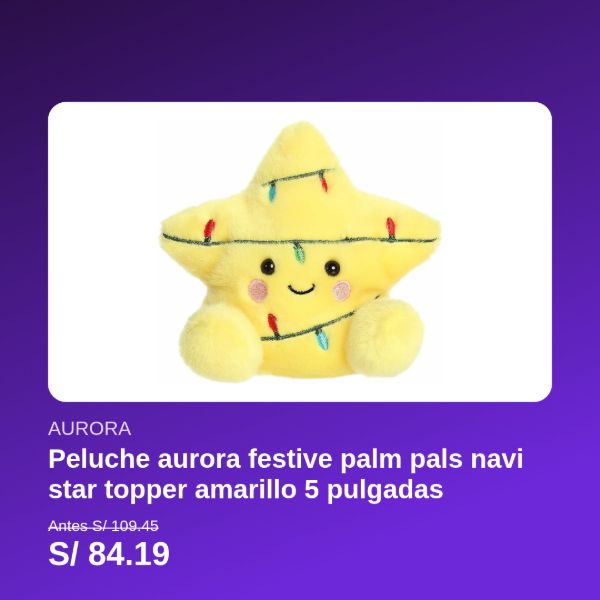 AURORA
Peluche aurora festive palm pals navi
star topper amarillo 5 pulgadas
Antes S/ 109.45
S/ 84.19